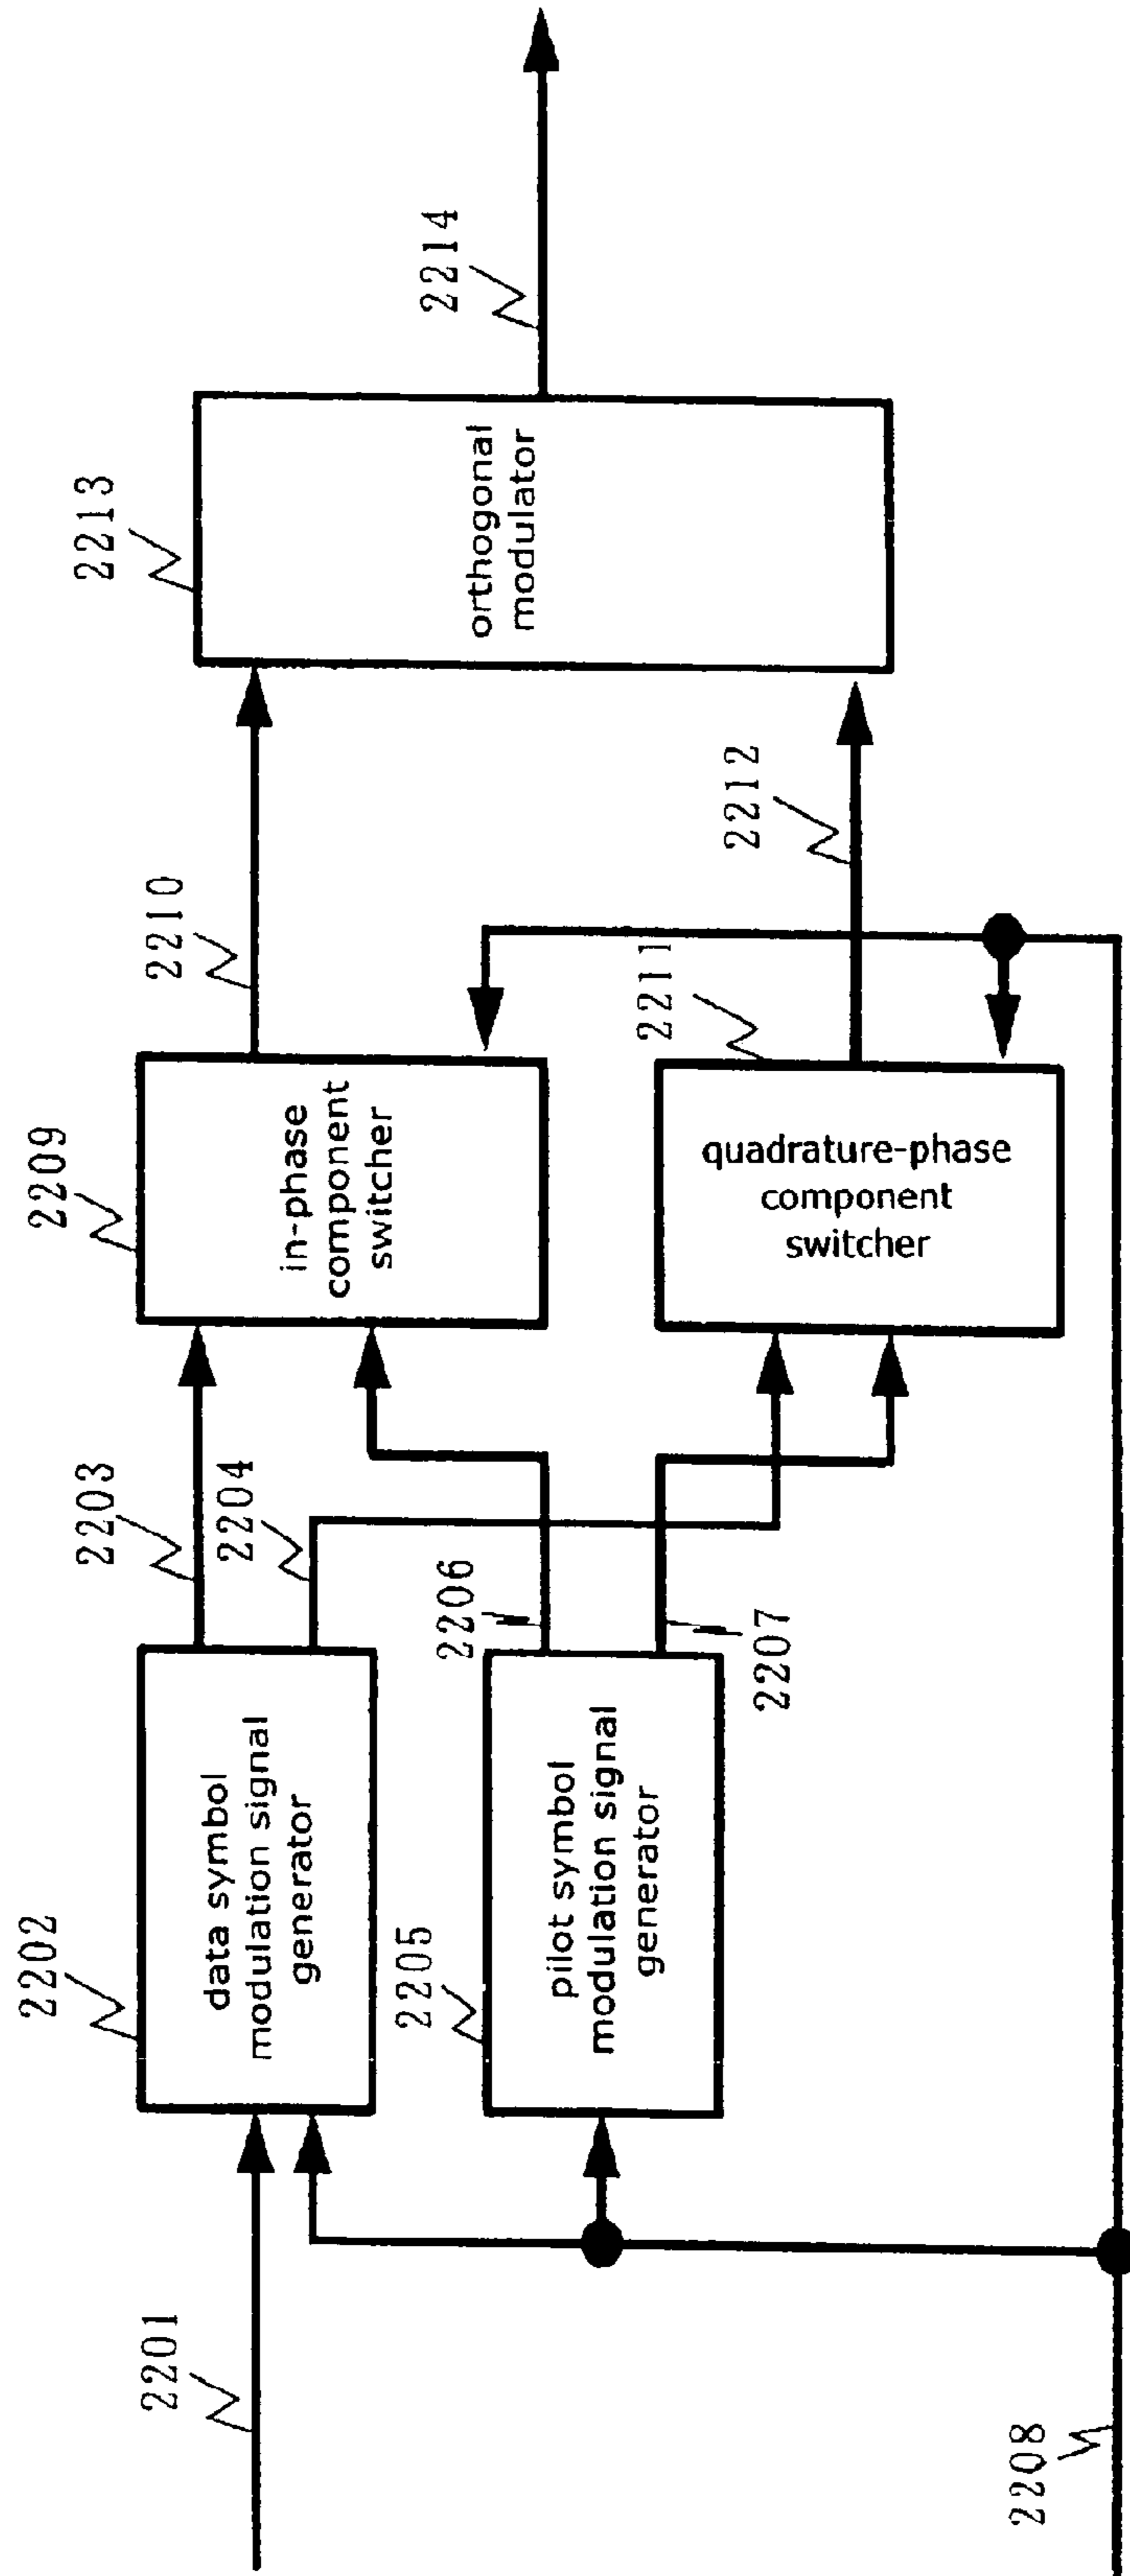 2201
2202
data symbol
modulation signal
generator
2203
2204
2205
pilot symbol
modulation signal
generator
2206
2207
2208
2209
in-phase
component
switcher
2210
2211
quadrature-phase
component
switcher
2212
2213
orthogonal
modulator
2214